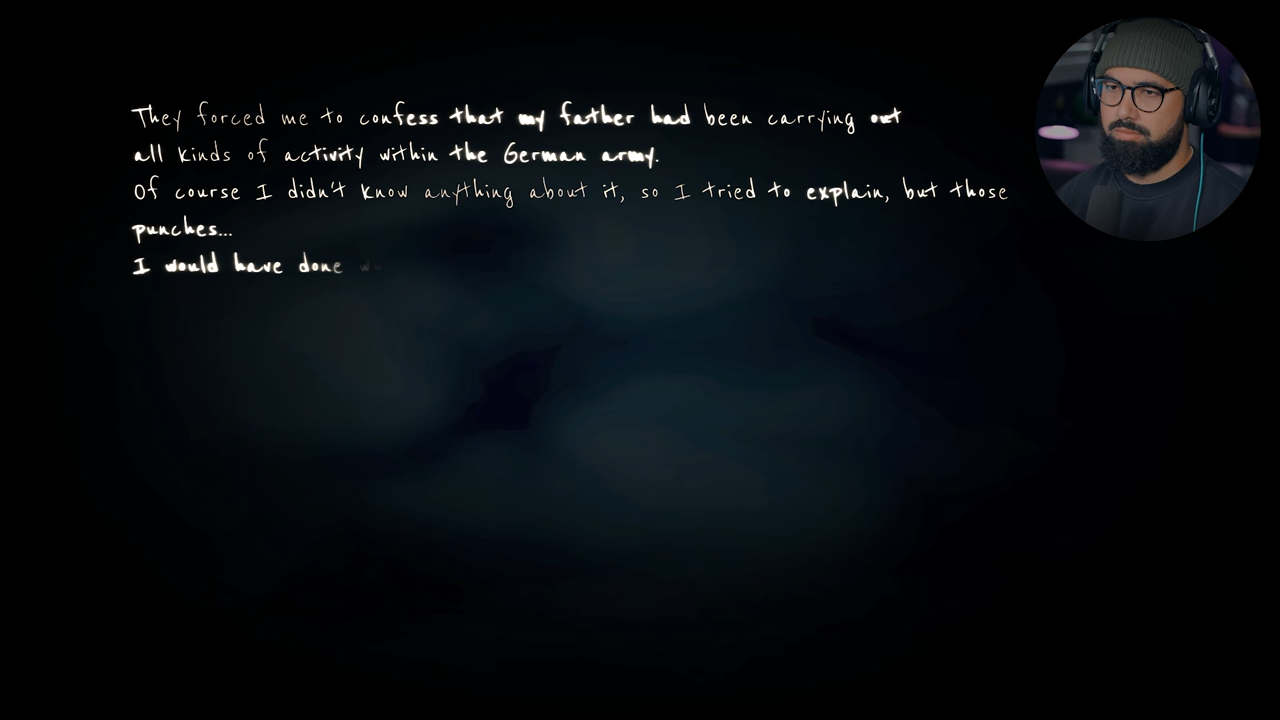 They forced me to confess that my father had been carrying out
all kinds of activity within the German army.
Of course I didn't know anything about it, so I tried to explain, but those
punches...
I would have done